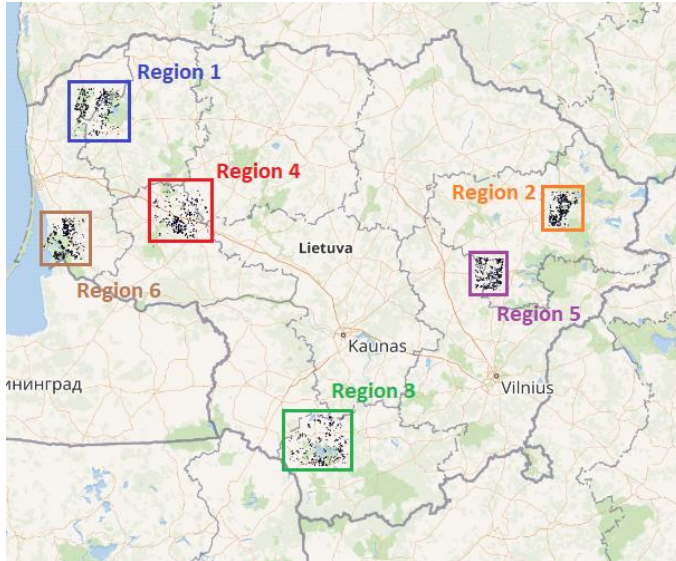 Region 1
Region 4
Region 2
Lietuva
Region 6
Region 5
Kaunas
ининград
Region 3
Vilnius